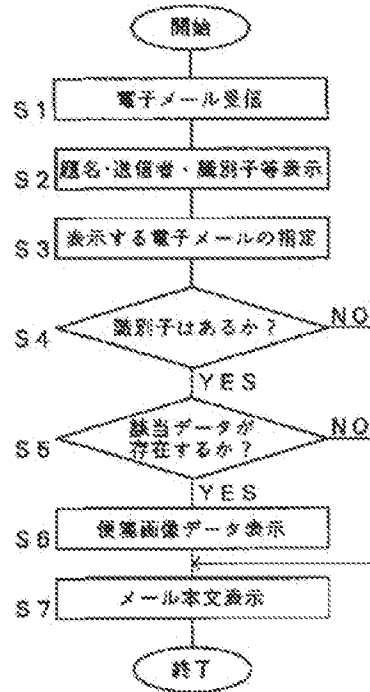 開始
S1 電子メール受信
S2 題名・送信者・識別子等表示
S3 表示する電子メールの指定
S4 識別子はあるか? NO
YES
S5 該当データが
存在するか? NO
YES
S6 便箋画像データ表示
S7 メール本文表示
終了